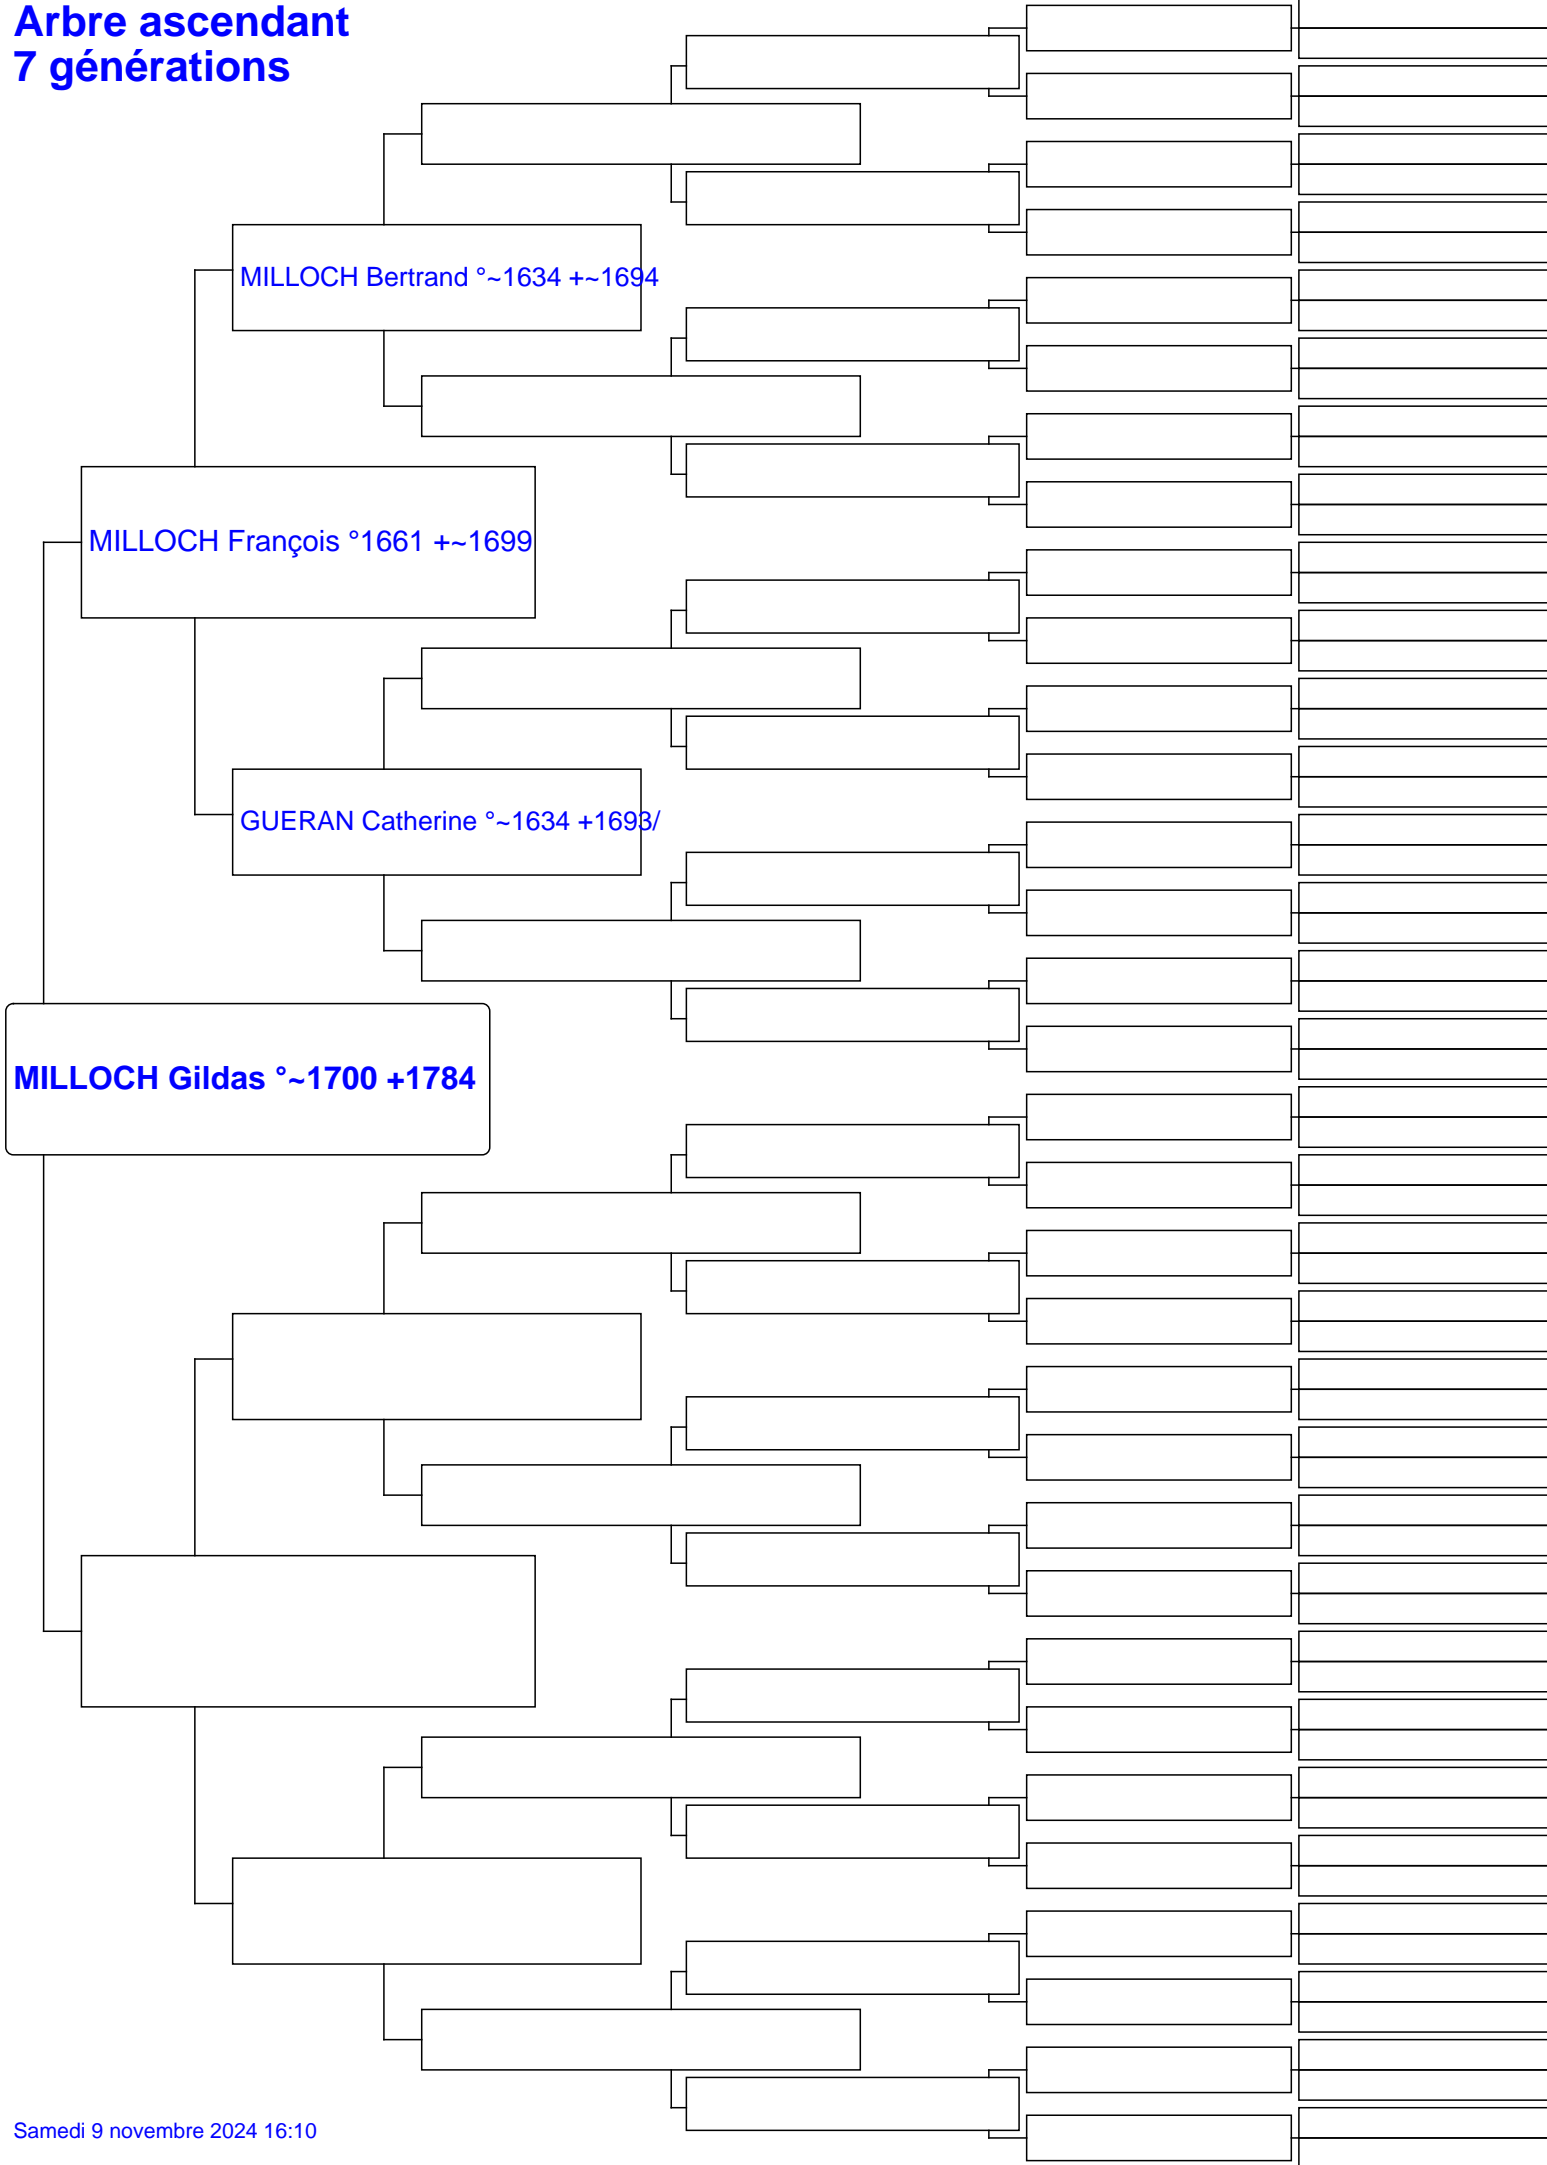 Arbre ascendant
7 générations
MILLOCH Bertrand °~1634 +~1694
MILLOCH François °1661 +~1699
GUERAN Catherine °~1634 +1693/
MILLOCH Gildas °~1700 +1784
Samedi 9 novembre 2024 16:10